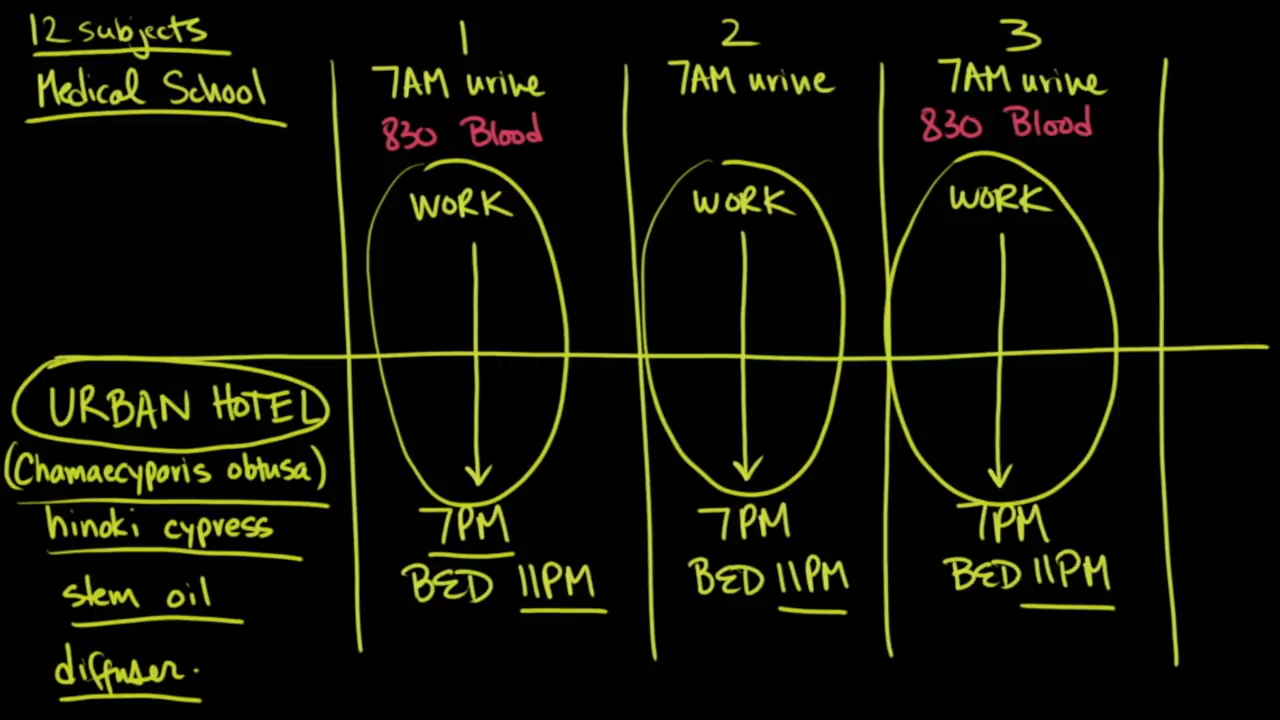 12 subjects
Medical School
URBAN HOTEL
(Chamaecyporis obtusa)
hinoki cypress
stem oil
diffuser.
1
7AM urine
830 Blood
WORK
7PM
BED 11PM
2
7AM urine
WORK
7PM
BED 11PM
3
7AM urine
830 Blood
WORK
7PM
BED 11PM